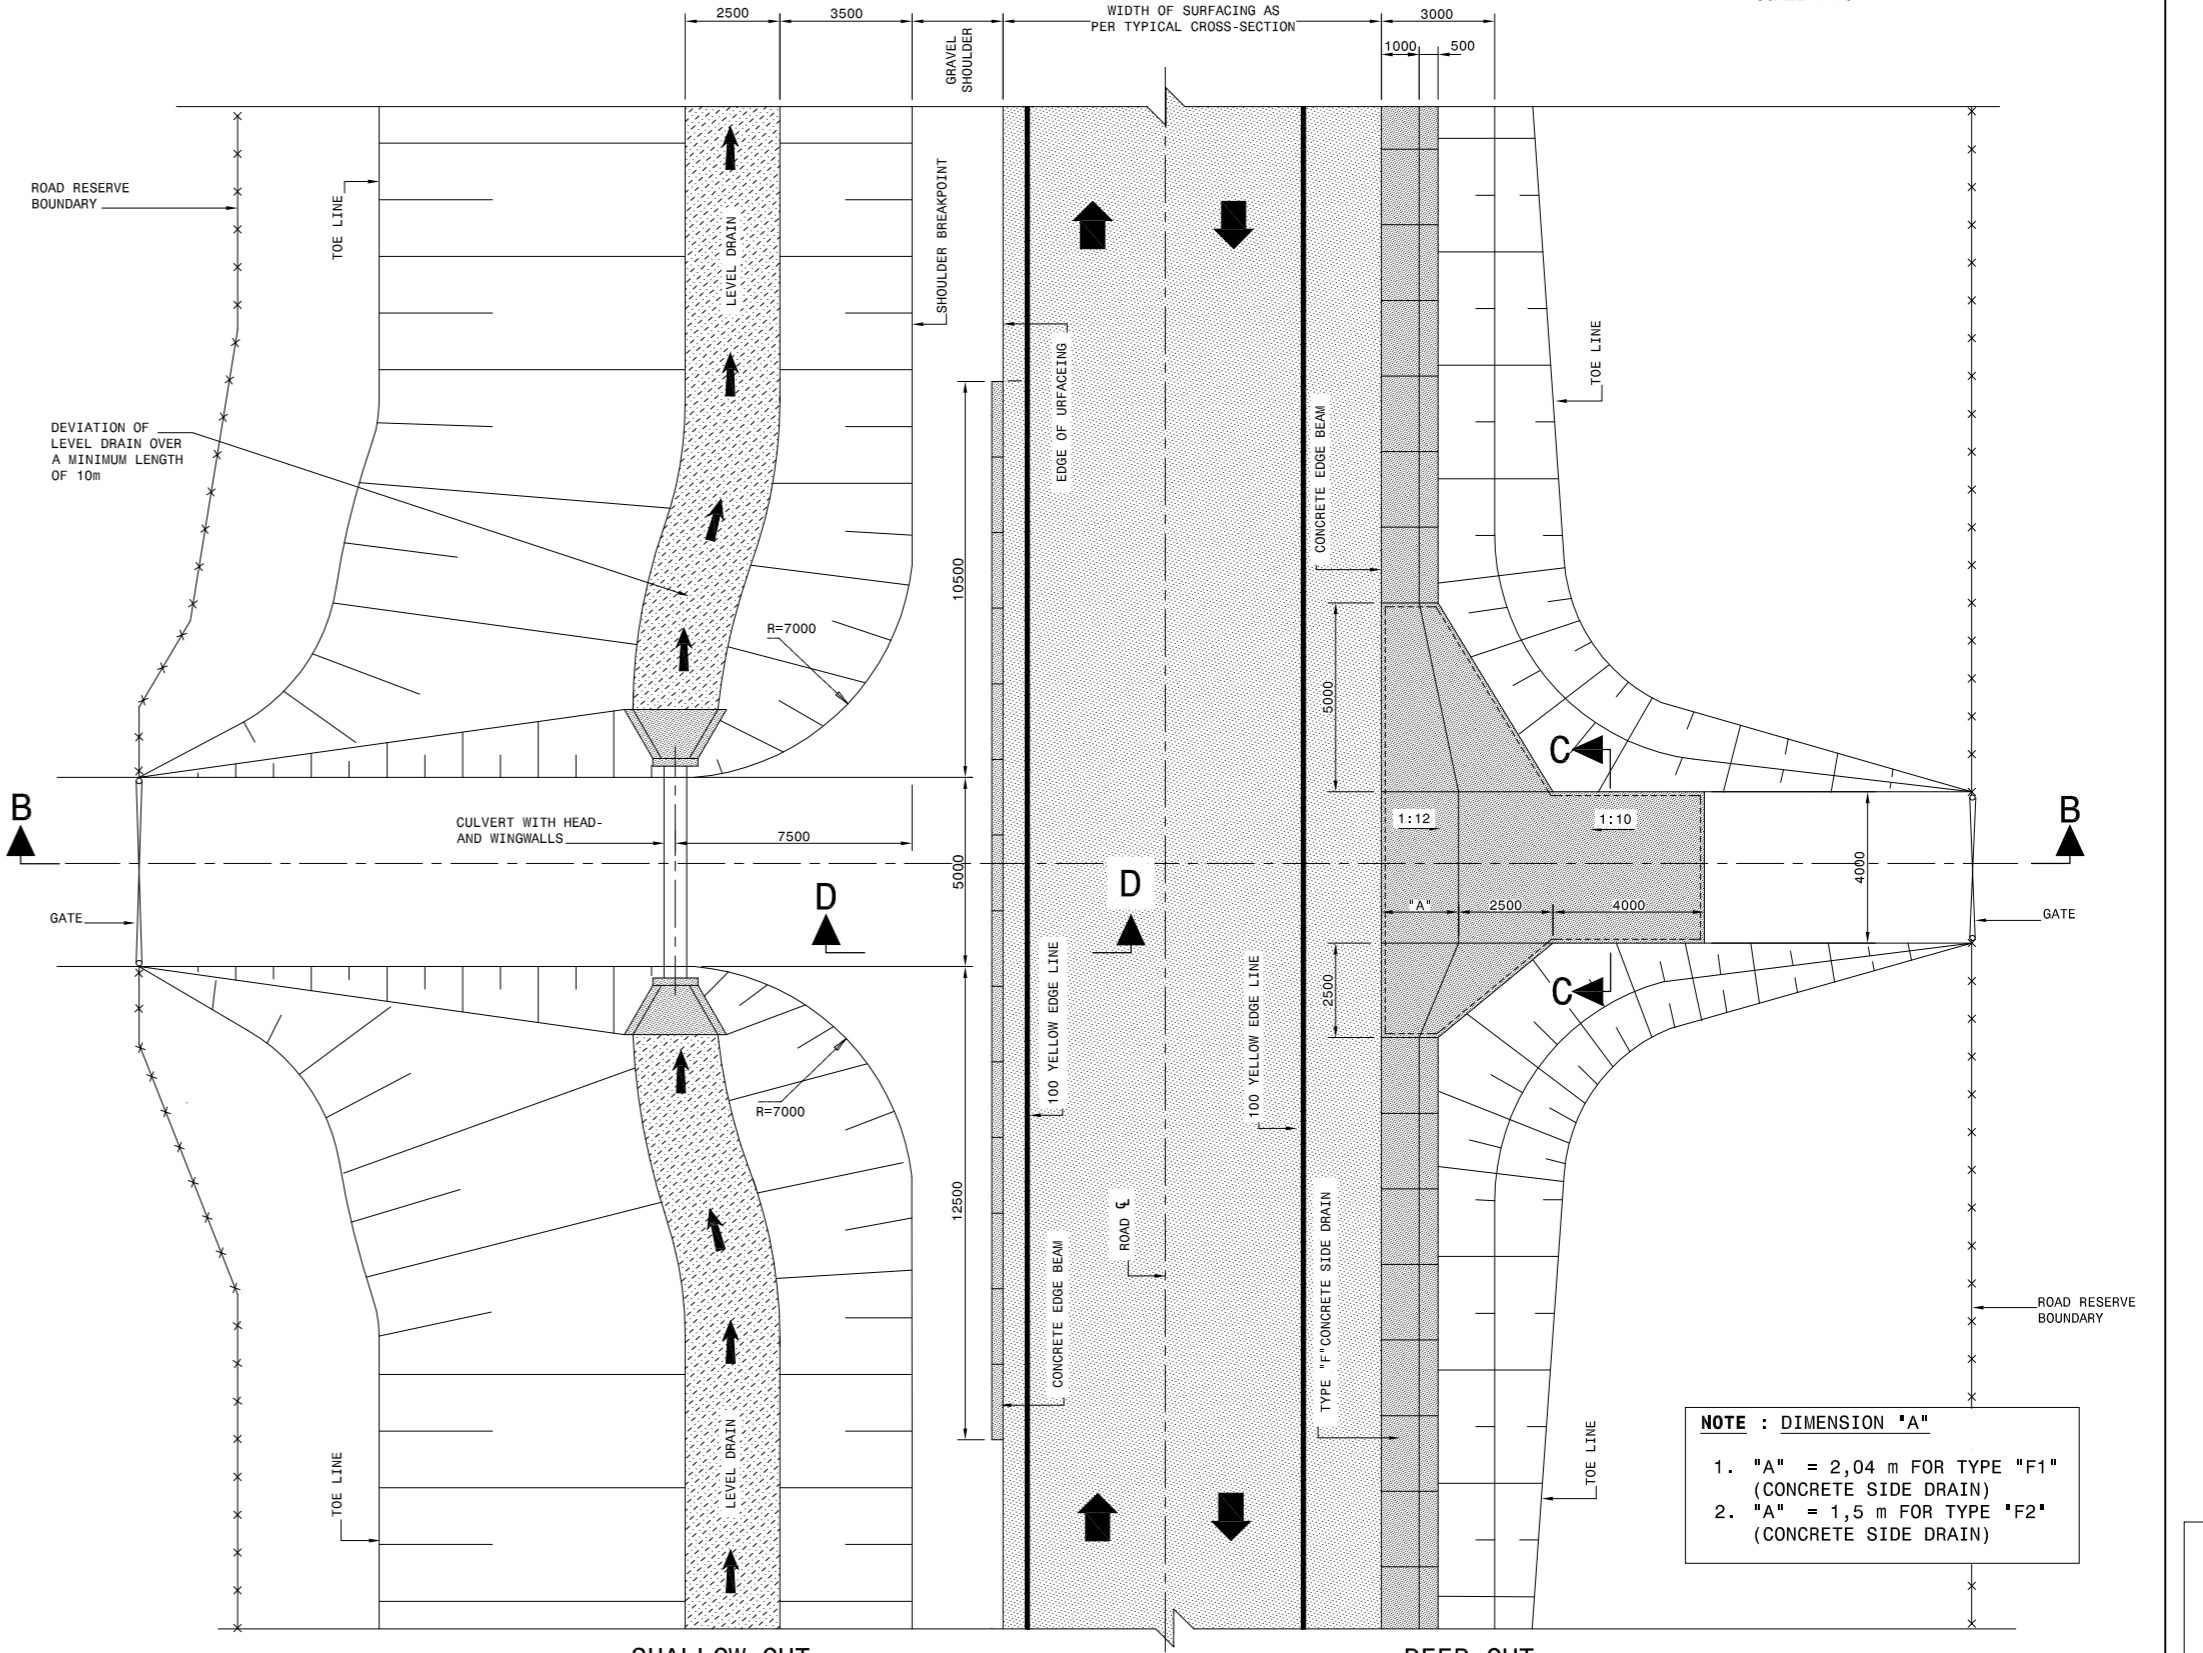 2500
3500
WIDTH OF SURFACING AS
PER TYPICAL CROSS-SECTION
3000
1000
500
GRAVEL
SHOULDER
ROAD RESERVE
BOUNDARY
TOE LINE
LEVEL DRAIN
SHOULDER BREAKPOINT
EDGE OF URFACEING
CONCRETE EDGE BEAM
TOE LINE
DEVIATION OF
LEVEL DRAIN OVER
A MINIMUM LENGTH
OF 10m
10500
R=7000
5000
C
B
CULVERT WITH HEAD-
AND WINGWALLS
7500
5000
1:12
1:10
4000
B
D
D
"A"
2500
4000
GATE
GATE
2500
C
100 YELLOW EDGE LINE
100 YELLOW EDGE LINE
R=7000
12500
ROAD ℄
CONCRETE EDGE BEAM
TYPE "F"CONCRETE SIDE DRAIN
ROAD RESERVE
BOUNDARY
TOE LINE
LEVEL DRAIN
TOE LINE
NOTE : DIMENSION "A"
1. "A" = 2,04 m FOR TYPE "F1"
(CONCRETE SIDE DRAIN)
2. "A" = 1,5 m FOR TYPE "F2"
(CONCRETE SIDE DRAIN)
SHALLOW CUT
DEEP CUT